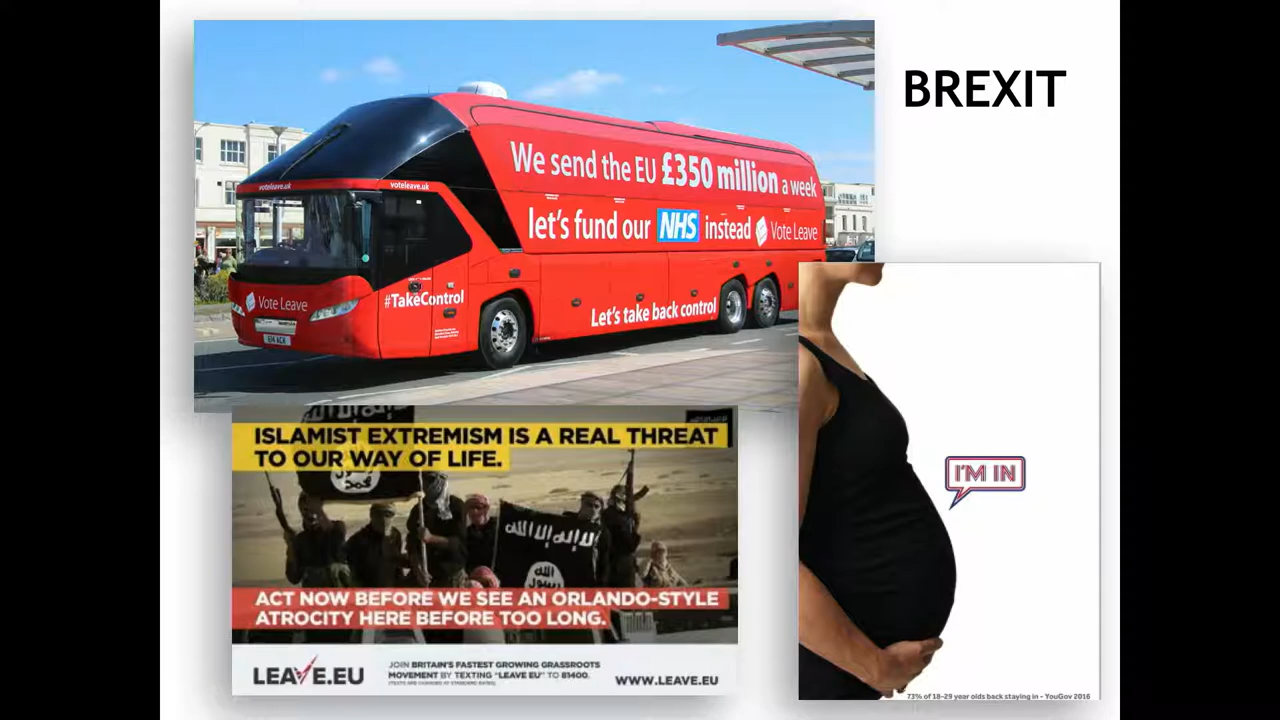 BREXIT
We send the EU £350 million a week
let's fund our NHS instead Vote Leave
voteleave.uk
voteleave.uk
Vote Leave
#TakeControl
Let's take back control
ISLAMIST EXTREMISM IS A REAL THREAT
TO OUR WAY OF LIFE.
ACT NOW BEFORE WE SEE AN ORLANDO-STYLE
ATROCITY HERE BEFORE TOO LONG.
LEAVE.EU
JOIN BRITAIN'S FASTEST GROWING GRASSROOTS
MOVEMENT BY TEXTING "LEAVE EU" TO 81400.
WWW.LEAVE.EU
I'M IN
73% of 18-29 year olds back staying in - YouGov 2016